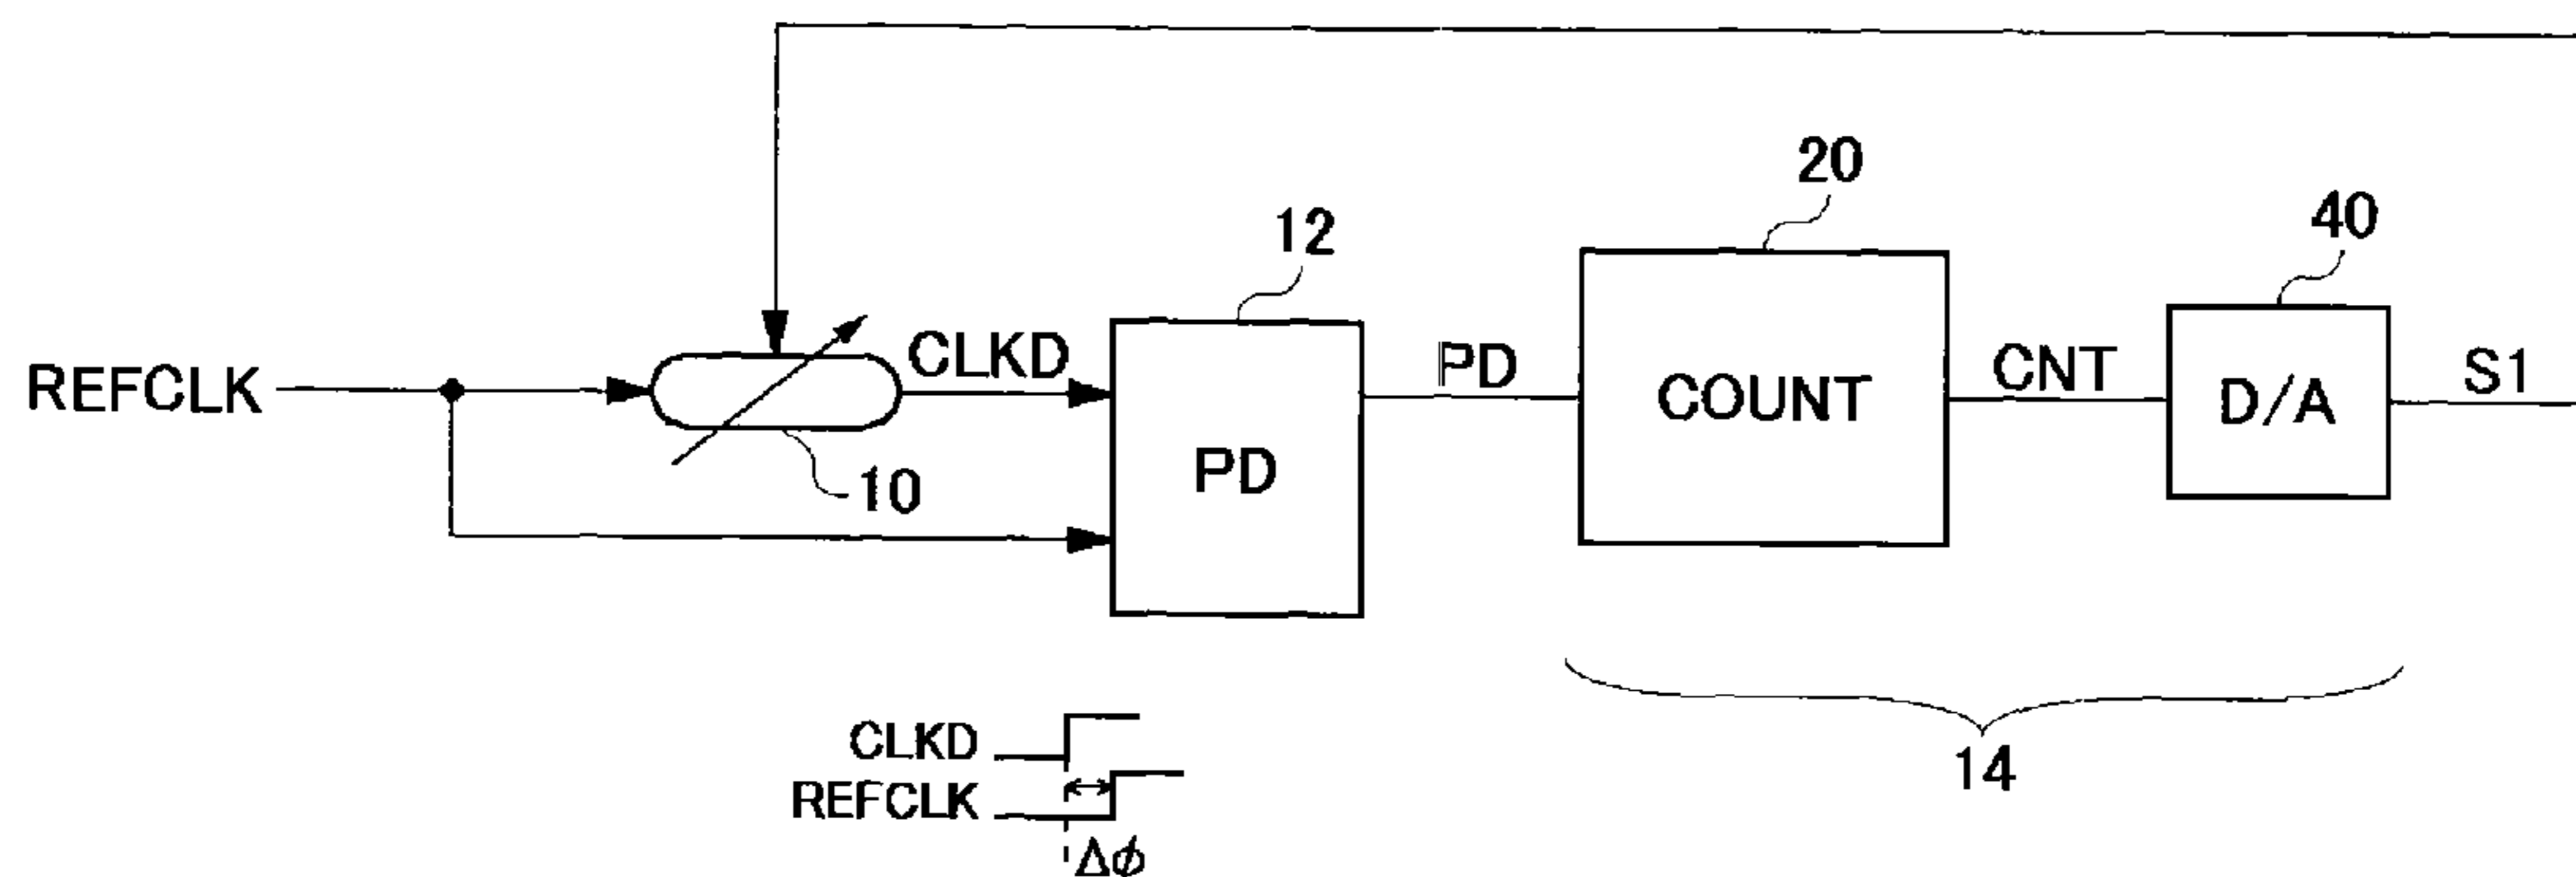 20
40
12
REFCLK
CLKD
PD
COUNT
CNT
D/A
S1
PD
10
CLKD
REFCLK
Δϕ
14